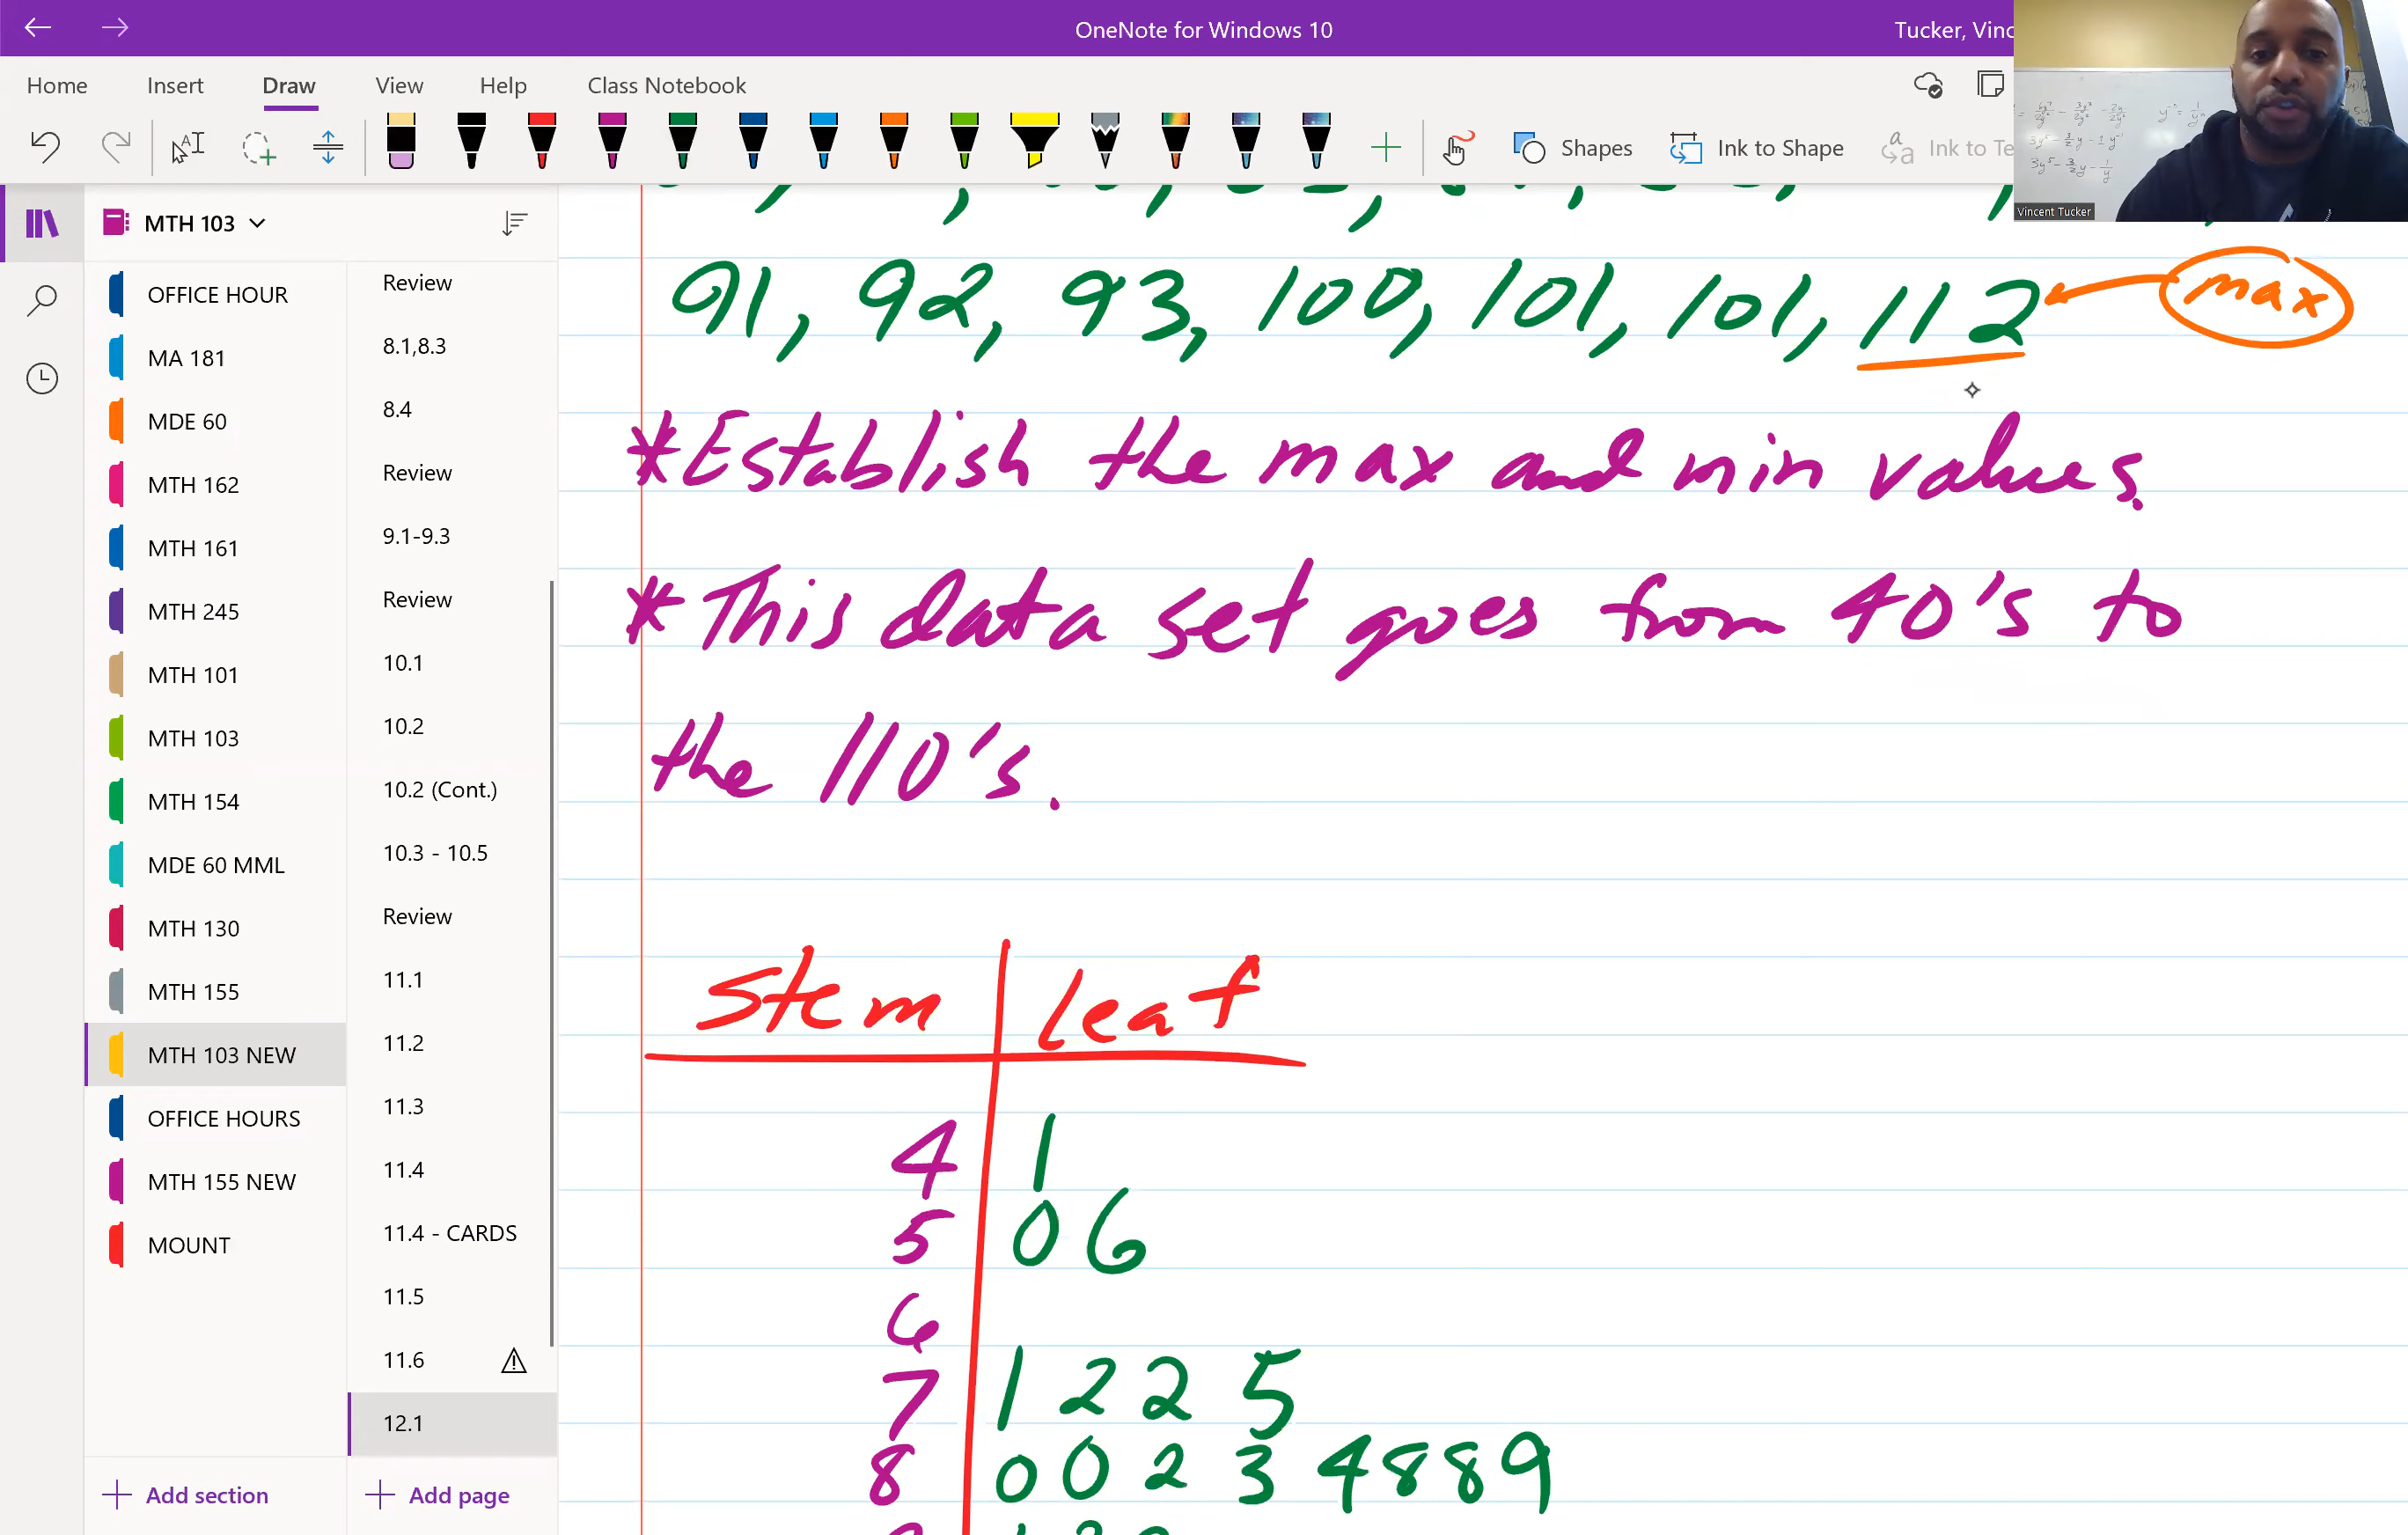 OneNote for Windows 10
Tucker, Vinc
Home Insert Draw View Help Class Notebook
Shapes Ink to Shape Ink to Te
Vincent Tucker
MTH 103
OFFICE HOUR
MA 181
MDE 60
MTH 162
MTH 161
MTH 245
MTH 101
MTH 103
MTH 154
MDE 60 MML
MTH 130
MTH 155
MTH 103 NEW
OFFICE HOURS
MTH 155 NEW
MOUNT
Add section
Review
8.1,8.3
8.4
Review
9.1-9.3
Review
10.1
10.2
10.2 (Cont.)
10.3 - 10.5
Review
11.1
11.2
11.3
11.4
11.4 - CARDS
11.5
11.6
12.1
Add page
91, 92, 93, 100, 101, 101, 112 max
*Establish the max and min values.
*This data set goes from 40's to
the 110's.
Stem leaf
4 1
5 0 6
6
7 1 2 2 5
8 0 0 2 3 4 8 8 9